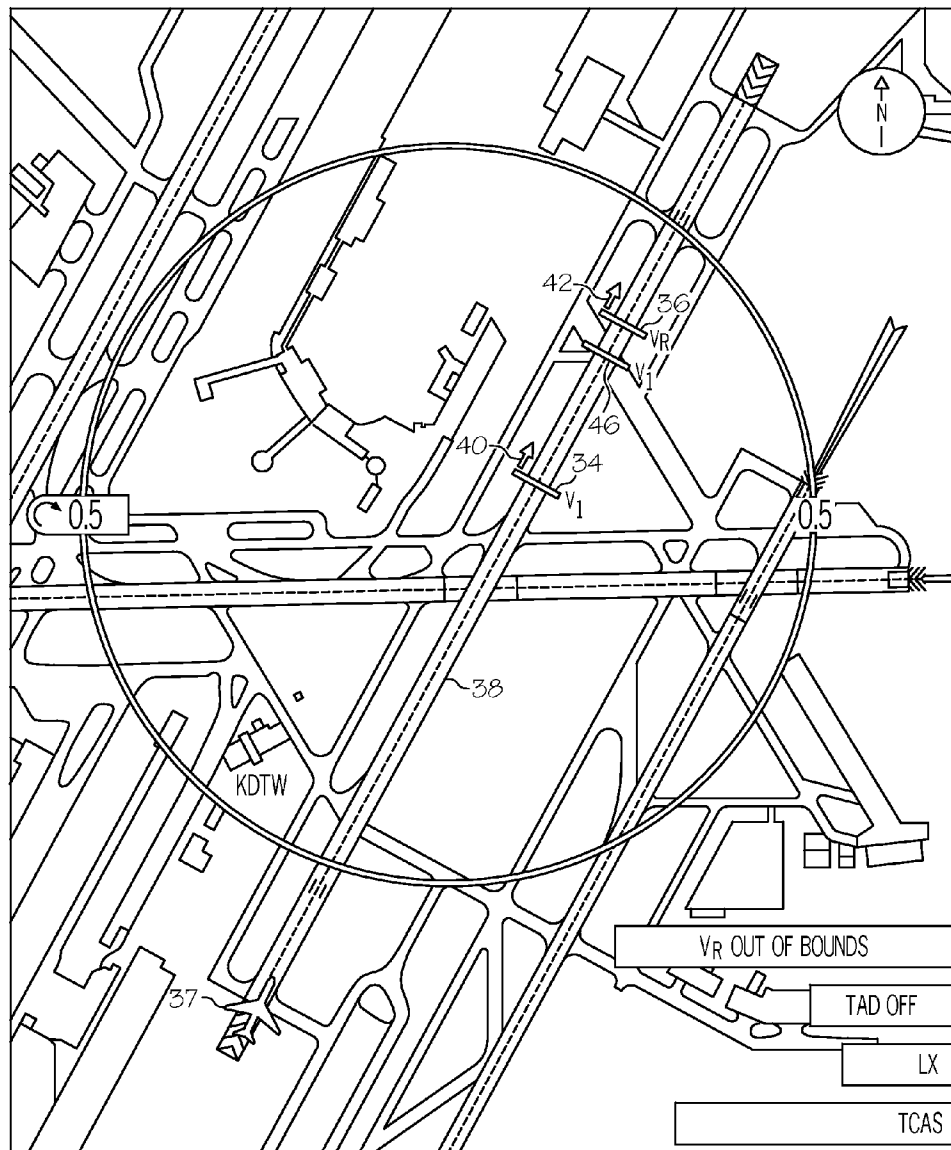 N
42
36
VR
V1
46
40
34
V1
0.5
0.5
38
KDTW
VR OUT OF BOUNDS
37
TAD OFF
LX
TCAS